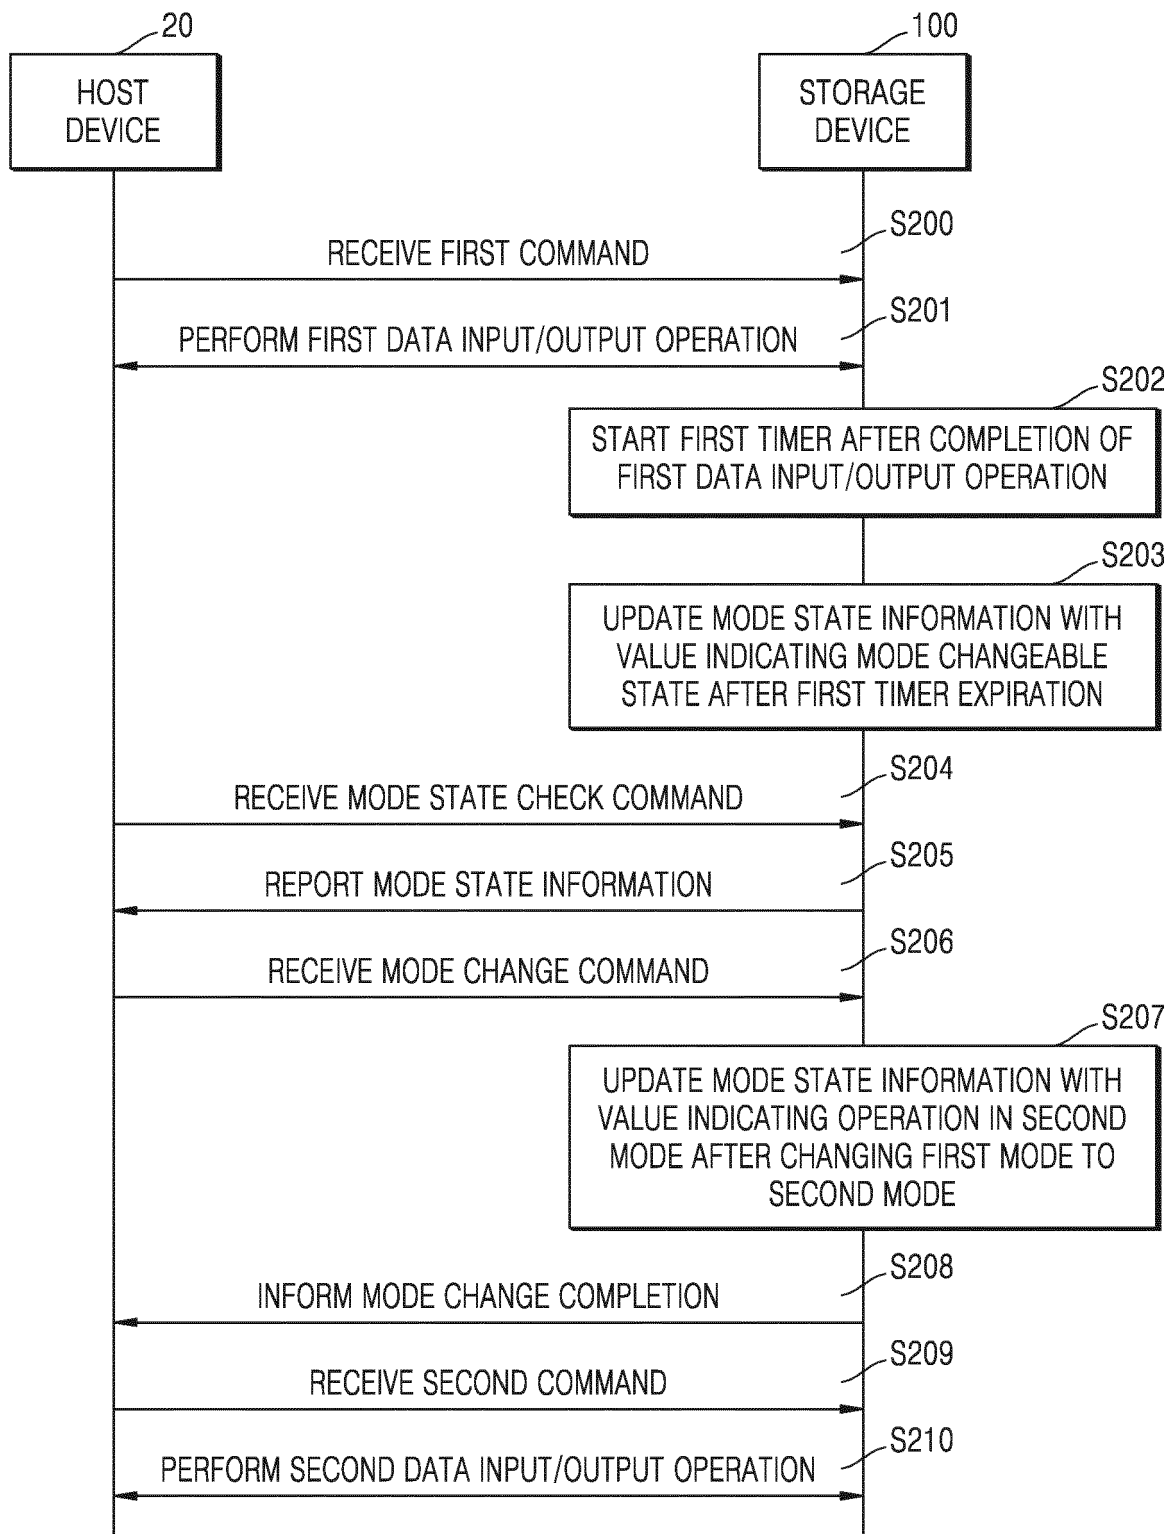 20
100
HOST
DEVICE
STORAGE
DEVICE
S200
RECEIVE FIRST COMMAND
S201
PERFORM FIRST DATA INPUT/OUTPUT OPERATION
S202
START FIRST TIMER AFTER COMPLETION OF
FIRST DATA INPUT/OUTPUT OPERATION
S203
UPDATE MODE STATE INFORMATION WITH
VALUE INDICATING MODE CHANGEABLE
STATE AFTER FIRST TIMER EXPIRATION
S204
RECEIVE MODE STATE CHECK COMMAND
S205
REPORT MODE STATE INFORMATION
S206
RECEIVE MODE CHANGE COMMAND
S207
UPDATE MODE STATE INFORMATION WITH
VALUE INDICATING OPERATION IN SECOND
MODE AFTER CHANGING FIRST MODE TO
SECOND MODE
S208
INFORM MODE CHANGE COMPLETION
S209
RECEIVE SECOND COMMAND
S210
PERFORM SECOND DATA INPUT/OUTPUT OPERATION